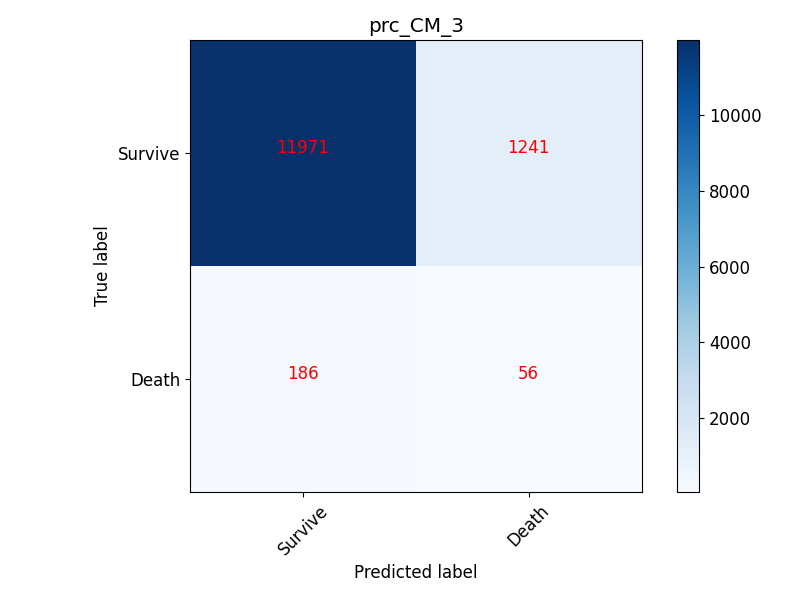 prc_CM_3
True label
Survive
11971
1241
Death
186
56
Survive
Death
Predicted label
10000
8000
6000
4000
2000